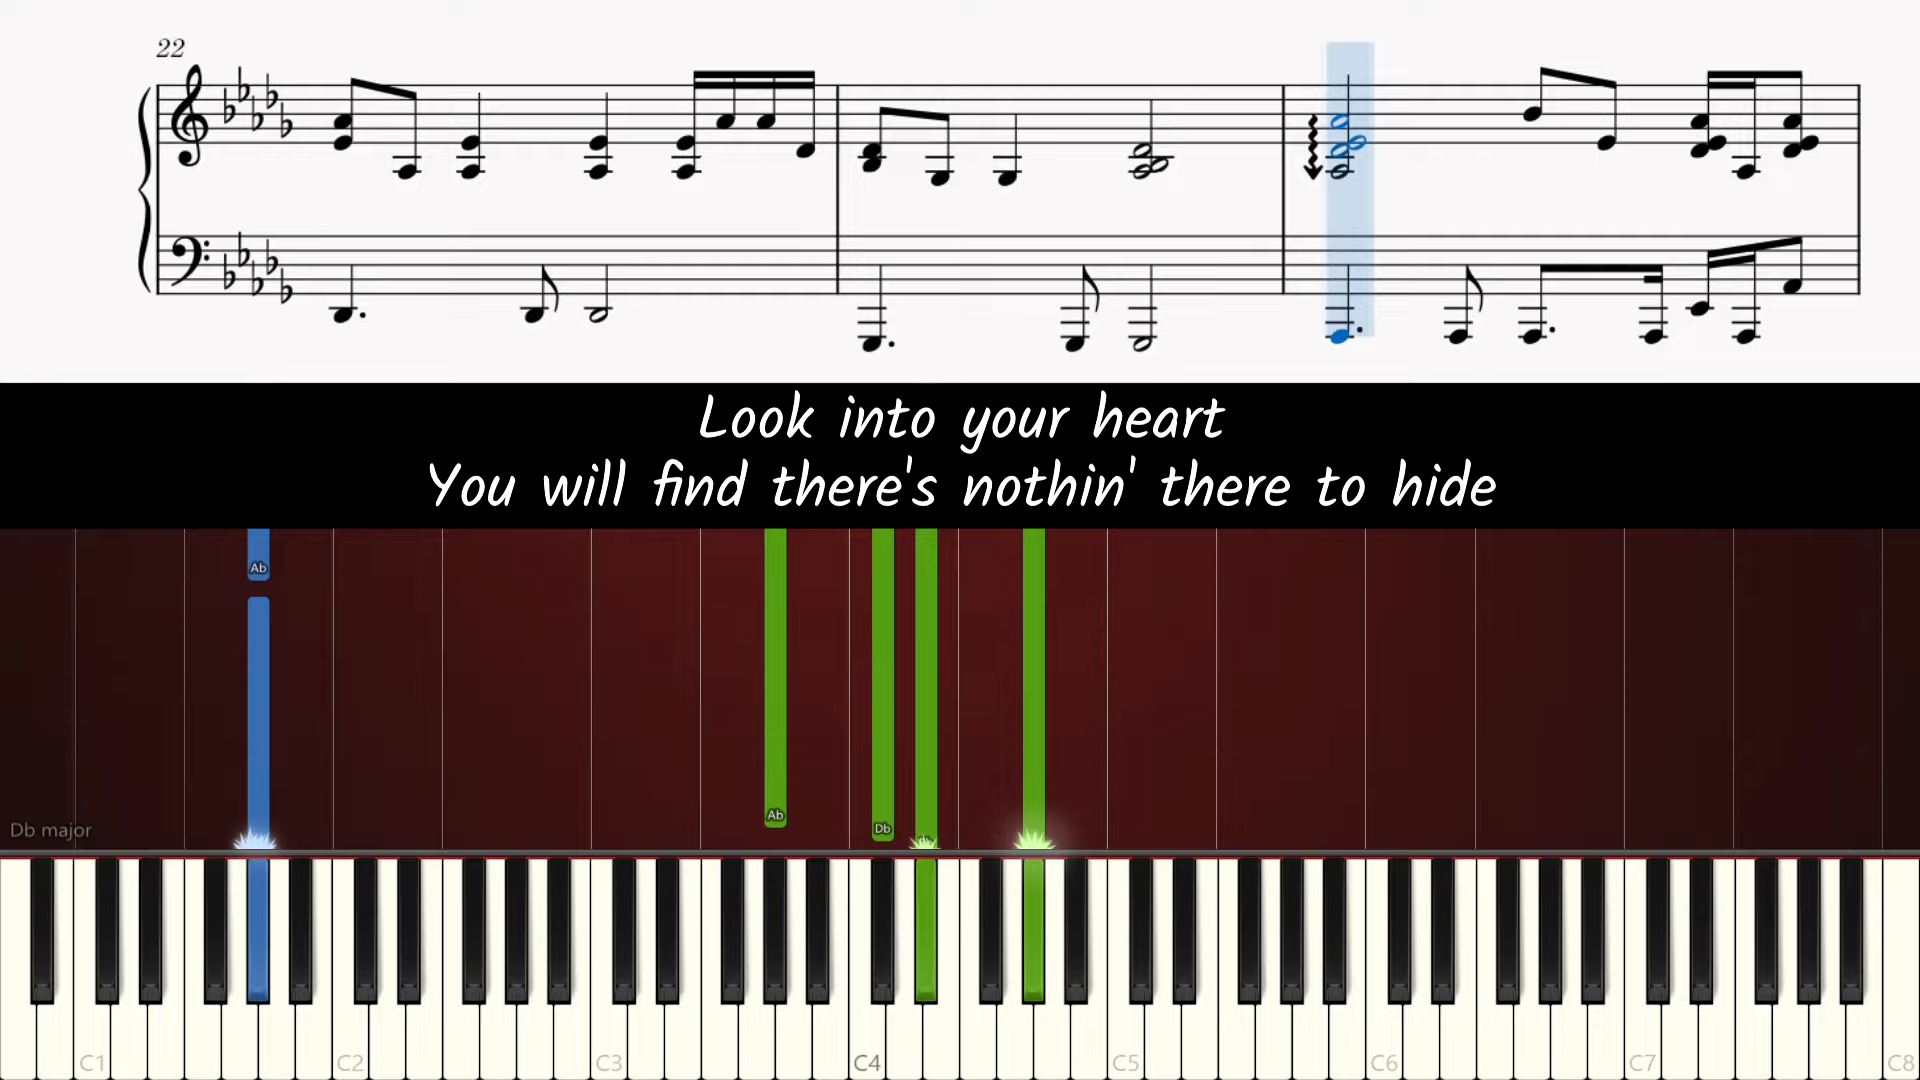 22
Look into your heart
You will find there's nothin' there to hide
Ab
Ab
Db
Db major
C1 C2 C3 C4 C5 C6 C7 C8